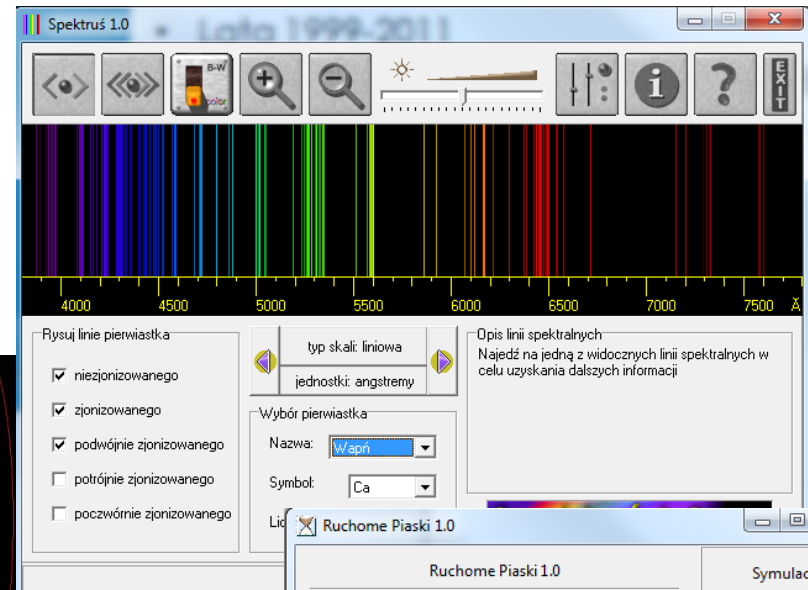 Spektruś 1.0
• Lata 1999-2011
B-W
color
EXIT
4000 4500 5000 5500 6000 6500 7000 7500 Å
Rysuj linie pierwiastka
niezjonizowanego
zjonizowanego
podwójnie zjonizowanego
potrójnie zjonizowanego
poczwórnie zjonizowanego
typ skali: liniowa
jednostki: angstremy
Wybór pierwiastka
Nazwa: Wapń
Symbol: Ca
Opis linii spektralnych
Najedź na jedną z widocznych linii spektralnych w
celu uzyskania dalszych informacji
Ruchome Piaski 1.0
Ruchome Piaski 1.0